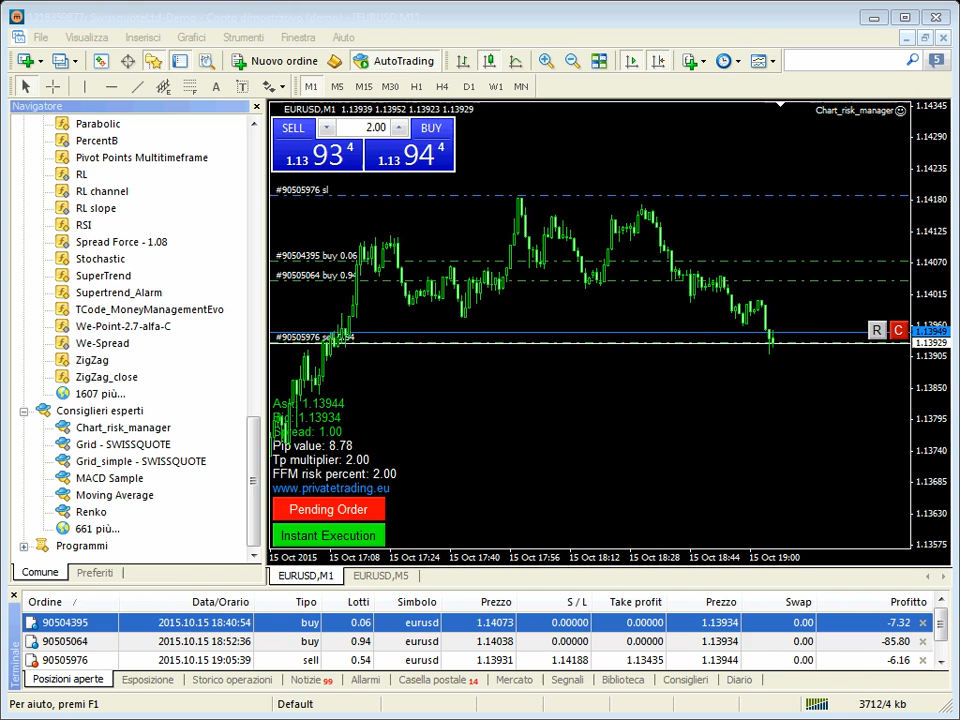 File Visualizza Inserisci Grafici Strumenti Finestra Aiuto
Nuovo ordine AutoTrading 5
A T M1 M5 M15 M30 H1 H4 D1 W1 MN
Navigatore
Parabolic
PercentB
Pivot Points Multitimeframe
RL
RL channel
RL slope
RSI
Spread Force - 1.08
Stochastic
SuperTrend
Supertrend_Alarm
TCode_MoneyManagementEvo
We-Point-2.7-alfa-C
We-Spread
ZigZag
ZigZag_close
1607 più...
Consiglieri esperti
Chart_risk_manager
Grid - SWISSQUOTE
Grid_simple - SWISSQUOTE
MACD Sample
Moving Average
Renko
661 più...
Programmi
Comune Preferiti
EURUSD,M1 1.13939 1.13952 1.13923 1.13929
Chart_risk_manager
SELL 2.00 BUY
1.13 93 4 1.13 94 4
#90505976 sl
#90504395 buy 0.06
#90505064 buy 0.94
#90505976 sell 0.54
R C
1.14345
1.14290
1.14235
1.14180
1.14125
1.14070
1.14015
1.13960
1.13949
1.13929
1.13905
1.13850
1.13795
1.13740
1.13685
1.13630
1.13575
Ask: 1.13944
Bid: 1.13934
Spread: 1.00
Pip value: 8.78
Tp multiplier: 2.00
FFM risk percent: 2.00
www.privatetrading.eu
Pending Order
Instant Execution
15 Oct 2015 15 Oct 17:08 15 Oct 17:24 15 Oct 17:40 15 Oct 17:56 15 Oct 18:12 15 Oct 18:28 15 Oct 18:44 15 Oct 19:00
EURUSD,M1 EURUSD,M5
Terminale
Ordine / Data/Orario Tipo Lotti Simbolo Prezzo S / L Take profit Prezzo Swap Profitto
90504395 2015.10.15 18:40:54 buy 0.06 eurusd 1.14073 0.00000 0.00000 1.13934 0.00 -7.32
90505064 2015.10.15 18:52:36 buy 0.94 eurusd 1.14038 0.00000 0.00000 1.13934 0.00 -85.80
90505976 2015.10.15 19:05:39 sell 0.54 eurusd 1.13931 1.14188 1.13435 1.13944 0.00 -6.16
Posizioni aperte Esposizione Storico operazioni Notizie 99 Allarmi Casella postale 14 Mercato Segnali Biblioteca Consiglieri Diario
Per aiuto, premi F1 Default 3712/4 kb